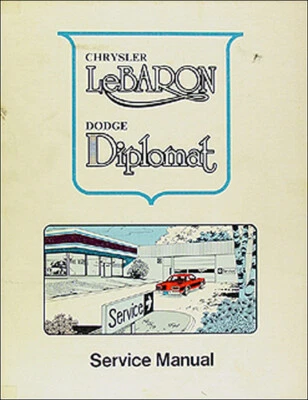 CHRYSLER
LeBARON
DODGE
Diplomat
Service
Service Manual